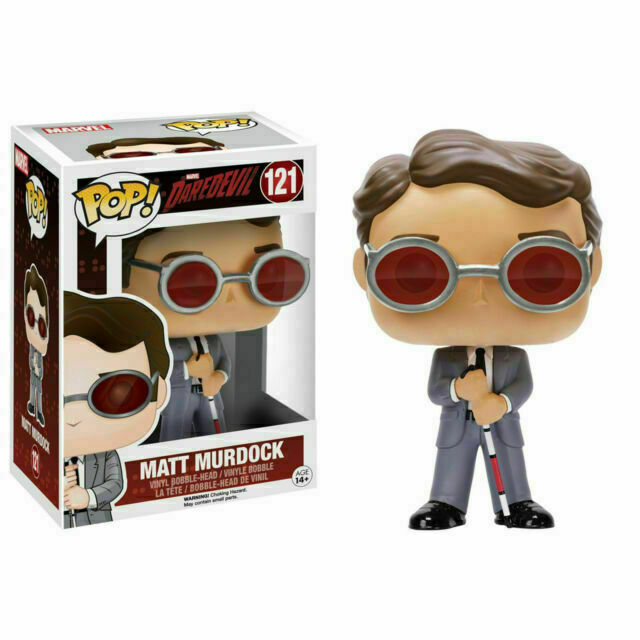 MARVEL
MARVEL
POP!
MARVEL
DAREDEVIL
121
POP!
MATT MURDOCK
121
MATT MURDOCK
VINYL BOBBLE-HEAD / VINYLE BOBBLE
LA TÊTE / BOBBLE-HEAD DE VINIL
WARNING: Choking Hazard.
May contain small parts.
AGE
14+